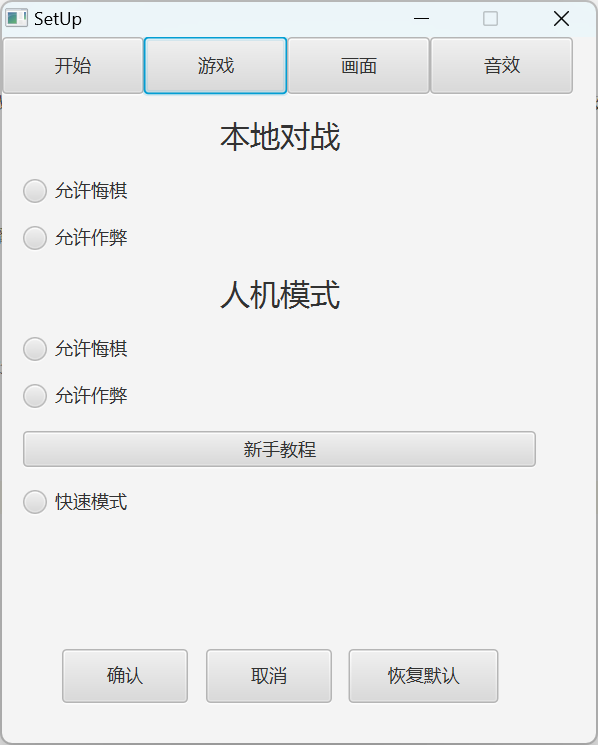 SetUp
开始 游戏 画面 音效
本地对战
允许悔棋
允许作弊
人机模式
允许悔棋
允许作弊
新手教程
快速模式
确认 取消 恢复默认